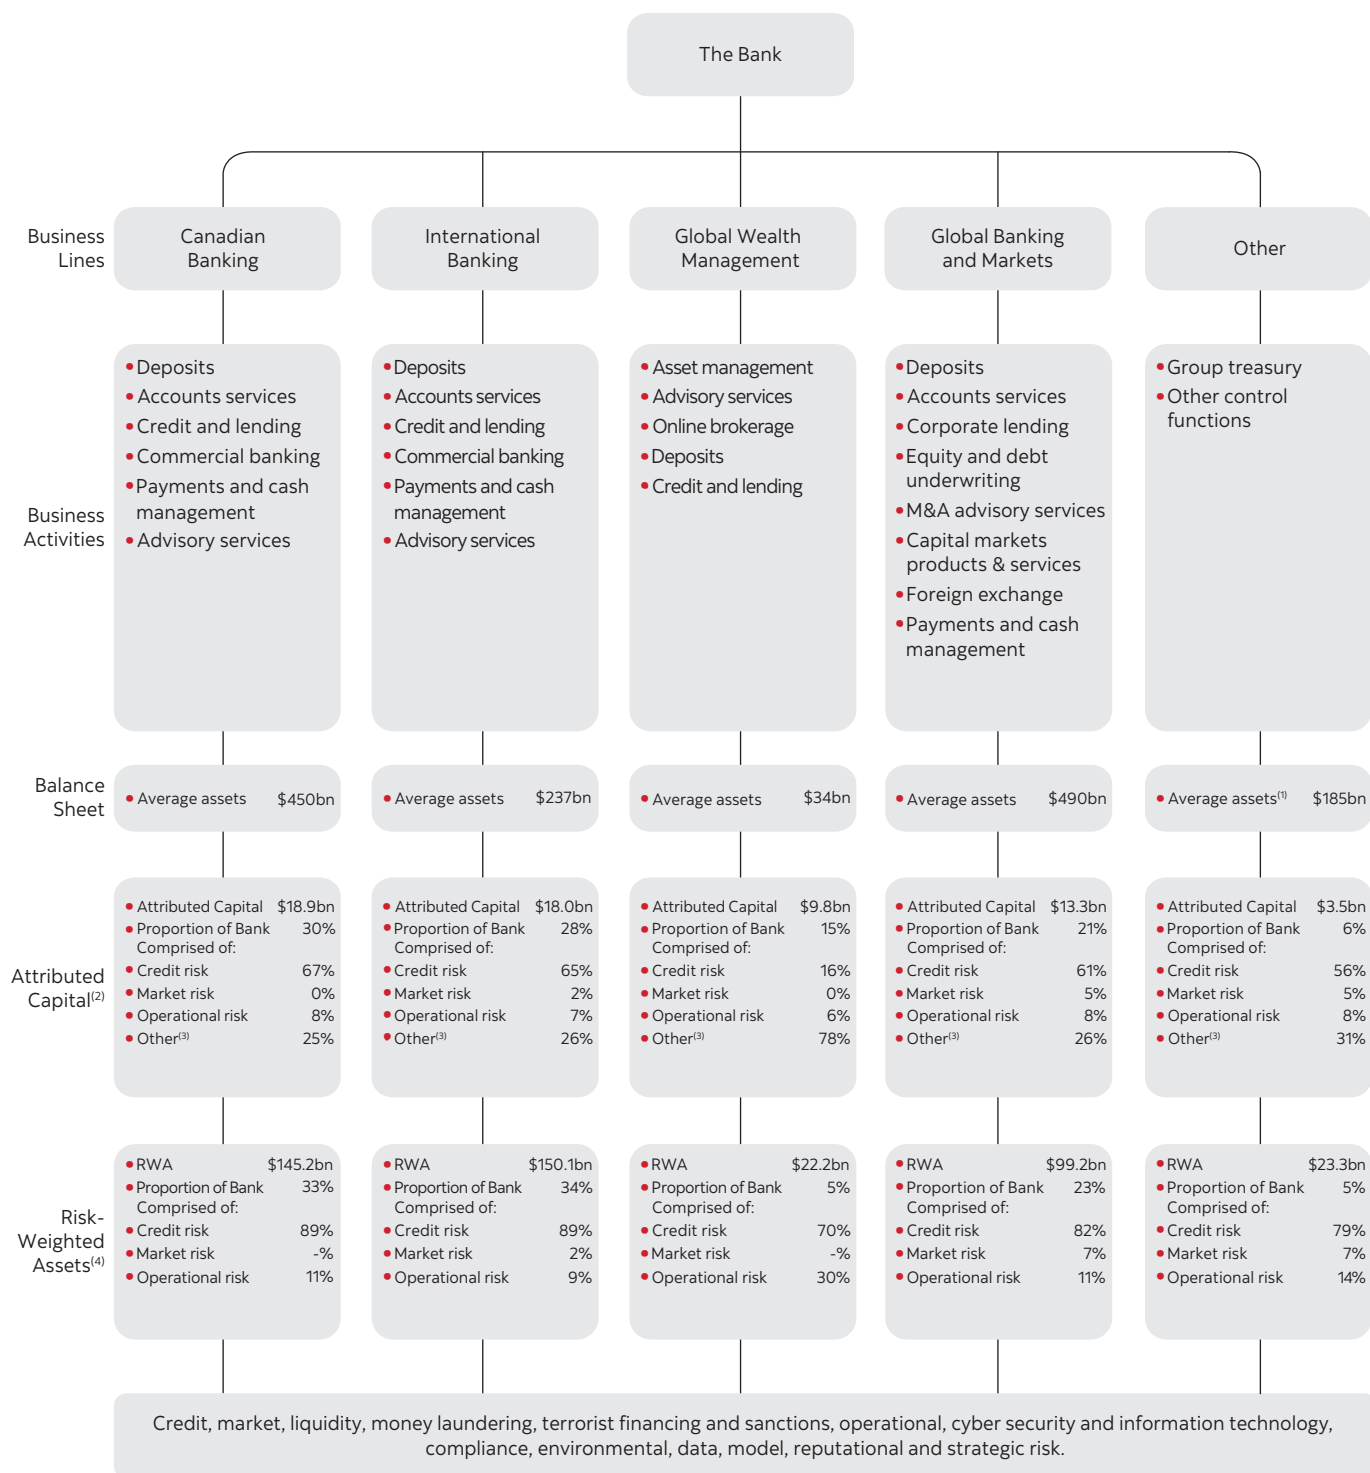 The Bank
Business
Lines
Canadian
Banking
International
Banking
Global Wealth
Management
Global Banking
and Markets
Other
Business
Activities
• Deposits
• Accounts services
• Credit and lending
• Commercial banking
• Payments and cash
management
• Advisory services
• Deposits
• Accounts services
• Credit and lending
• Commercial banking
• Payments and cash
management
• Advisory services
• Asset management
• Advisory services
• Online brokerage
• Deposits
• Credit and lending
• Deposits
• Accounts services
• Corporate lending
• Equity and debt
underwriting
• M&A advisory services
• Capital markets
products & services
• Foreign exchange
• Payments and cash
management
• Group treasury
• Other control
functions
Balance
Sheet
• Average assets $450bn
• Average assets $237bn
• Average assets $34bn
• Average assets $490bn
• Average assets(1) $185bn
Attributed
Capital(2)
• Attributed Capital $18.9bn
• Proportion of Bank 30%
Comprised of:
• Credit risk 67%
• Market risk 0%
• Operational risk 8%
• Other(3) 25%
• Attributed Capital $18.0bn
• Proportion of Bank 28%
Comprised of:
• Credit risk 65%
• Market risk 2%
• Operational risk 7%
• Other(3) 26%
• Attributed Capital $9.8bn
• Proportion of Bank 15%
Comprised of:
• Credit risk 16%
• Market risk 0%
• Operational risk 6%
• Other(3) 78%
• Attributed Capital $13.3bn
• Proportion of Bank 21%
Comprised of:
• Credit risk 61%
• Market risk 5%
• Operational risk 8%
• Other(3) 26%
• Attributed Capital $3.5bn
• Proportion of Bank 6%
Comprised of:
• Credit risk 56%
• Market risk 5%
• Operational risk 8%
• Other(3) 31%
Risk-
Weighted
Assets(4)
• RWA $145.2bn
• Proportion of Bank 33%
Comprised of:
• Credit risk 89%
• Market risk -%
• Operational risk 11%
• RWA $150.1bn
• Proportion of Bank 34%
Comprised of:
• Credit risk 89%
• Market risk 2%
• Operational risk 9%
• RWA $22.2bn
• Proportion of Bank 5%
Comprised of:
• Credit risk 70%
• Market risk -%
• Operational risk 30%
• RWA $99.2bn
• Proportion of Bank 23%
Comprised of:
• Credit risk 82%
• Market risk 7%
• Operational risk 11%
• RWA $23.3bn
• Proportion of Bank 5%
Comprised of:
• Credit risk 79%
• Market risk 7%
• Operational risk 14%
Credit, market, liquidity, money laundering, terrorist financing and sanctions, operational, cyber security and information technology,
compliance, environmental, data, model, reputational and strategic risk.